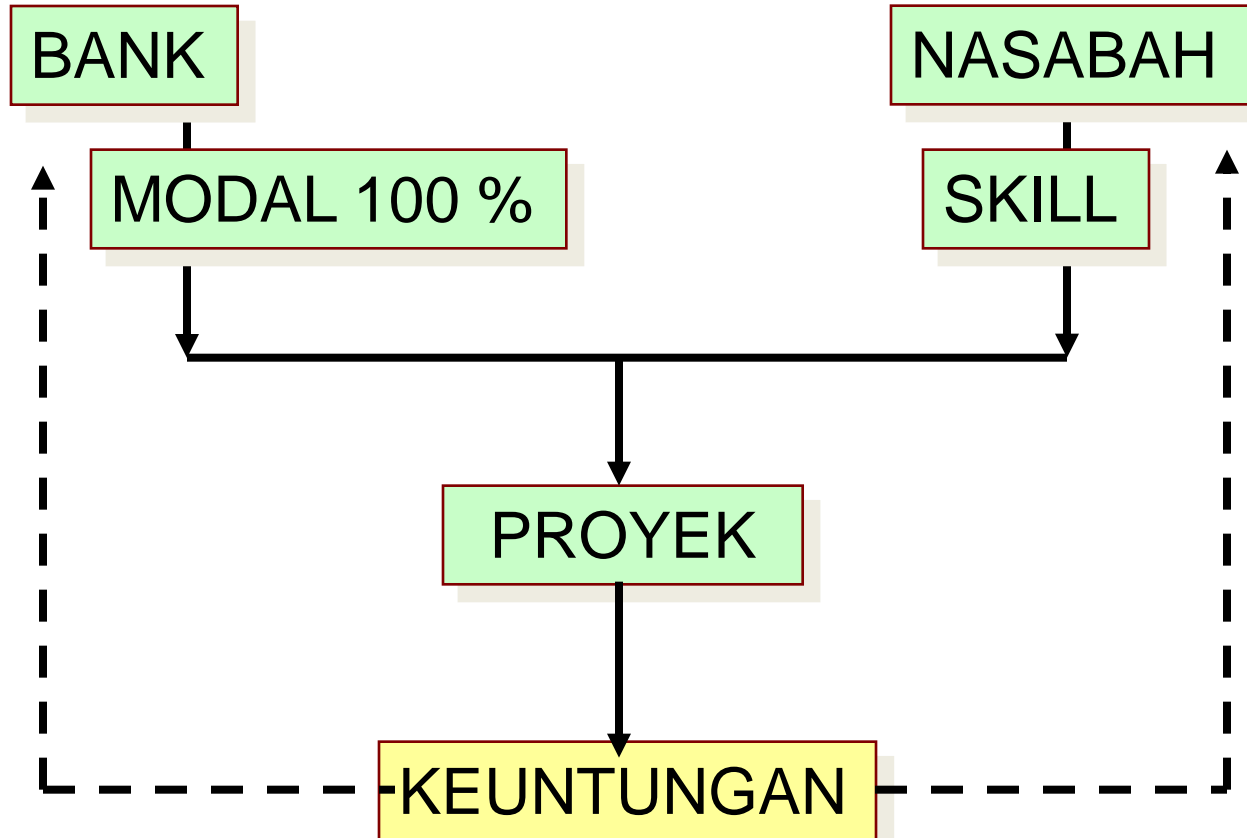 BANK
NASABAH
MODAL 100 %
SKILL
PROYEK
KEUNTUNGAN